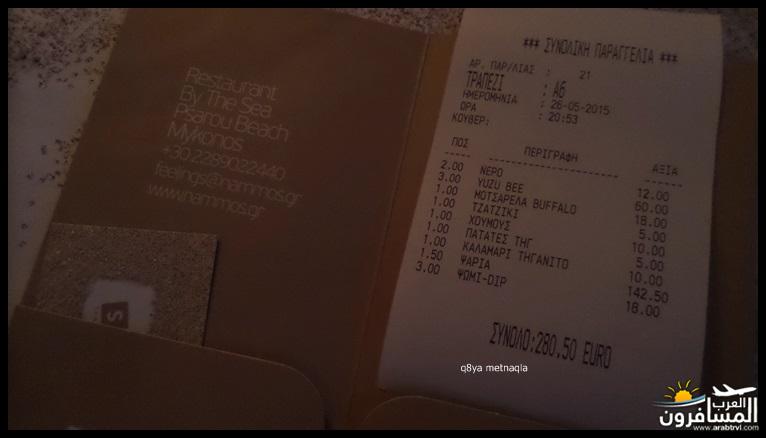 Restaurant
By The Sea
Psarou Beach
Mykonos
+30 2289022440
feelings@nammos.gr
www.nammos.gr
S
*** ΣΥΝΟΛΙΚΗ ΠΑΡΑΓΓΕΛΙΑ ***
ΑΡ. ΠΑΡ/ΛΙΑΣ : 21
ΤΡΑΠΕΖΙ : Α6
ΗΜΕΡΟΜΗΝΙΑ : 26-05-2015
ΩΡΑ : 20:53
ΚΟΥΒΕΡ:
ΠΟΣ ΠΕΡΙΓΡΑΦΗ ΑΞΙΑ
2.00 ΝΕΡΟ 12.00
3.00 YUZU BEE 60.00
1.00 ΜΟΤΣΑΡΕΛΑ BUFFALO 18.00
1.00 ΤΖΑΤΖΙΚΙ 5.00
1.00 ΧΟΥΜΟΥΣ 10.00
1.00 ΠΑΤΑΤΕΣ ΤΗΓ 5.00
1.00 ΚΑΛΑΜΑΡΙ ΤΗΓΑΝΙΤΟ 10.00
1.50 ΨΑΡΙΑ 142.50
3.00 ΨΩΜΙ-DIP 18.00
ΣΥΝΟΛΟ:280,50 EURO
q8ya metnaqla
العرب
المسافرون
www.arabtrvl.com